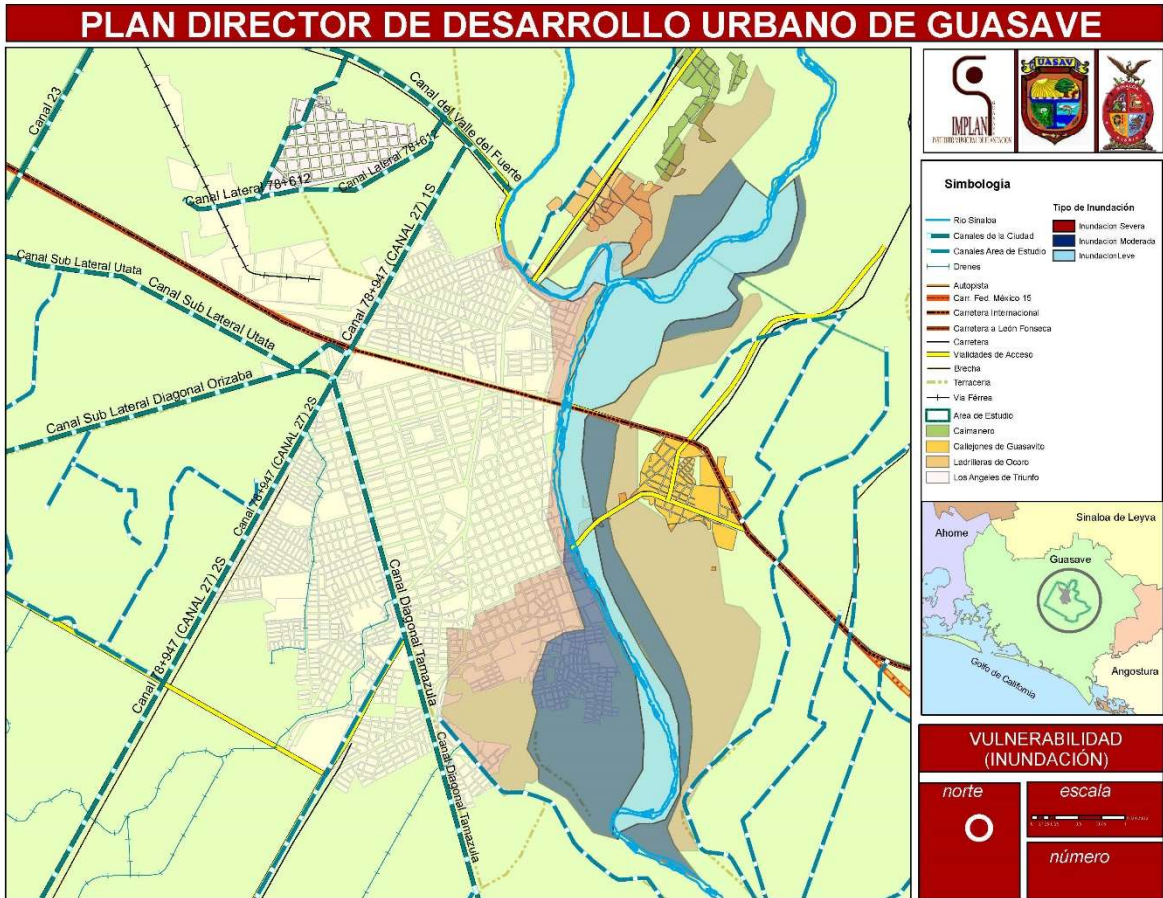 PLAN DIRECTOR DE DESARROLLO URBANO DE GUASAVE
Canal 23
Canal del Valle del Fuerte
Canal Lateral 78+612
Canal Lateral 78+612
Canal 78+947 (CANAL 27) 1S
Canal Sub Lateral Utata
Canal Sub Lateral Utata
Canal Sub Lateral Diagonal Orizaba
Canal 78+947 (CANAL 27) 2S
Canal 78+947 (CANAL 27) 2S
Canal Diagonal Tamazula
Canal Diagonal Tamazula
IMPLAN
INSTITUTO MUNICIPAL DE PLANEACION
SINALOA
Simbologia
Rio Sinaloa
Canales de la Ciudad
Canales Area de Estudio
Drenes
Autopista
Carr. Fed. México 15
Carretera Internacional
Carretera a León Fonseca
Carretera
Vialidades de Acceso
Brecha
Terraceria
Via Férrea
Area de Estudio
Caimanero
Callejones de Guasavito
Ladrilleras de Ocoro
Los Angeles de Triunfo
Tipo de Inundación
Inundacion Severa
Inundacion Moderada
Inundacion Leve
Sinaloa de Leyva
Ahome
Guasave
Angostura
Golfo de California
VULNERABILIDAD
(INUNDACIÓN)
norte
escala
número